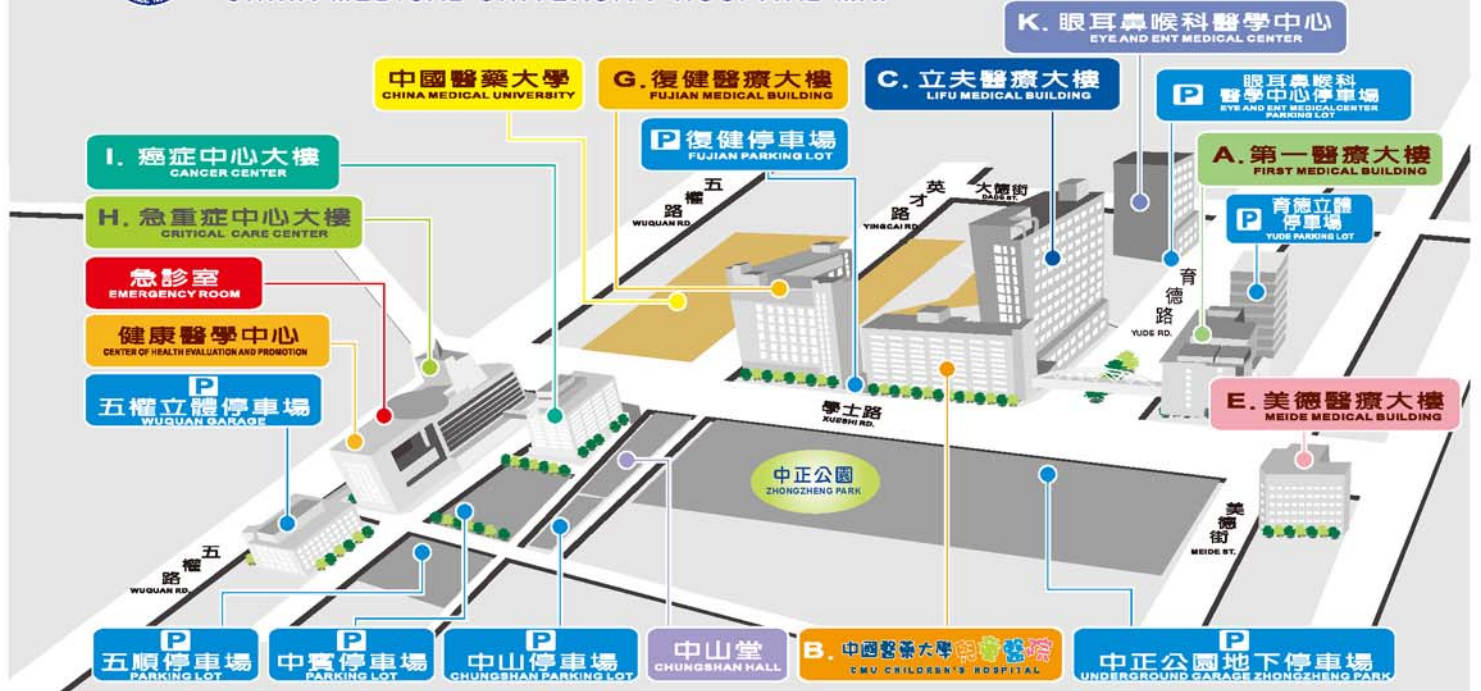 CHINA MEDICAL UNIVERSITY HOSPITAL MAP
K. 眼耳鼻喉科醫學中心
EYE AND ENT MEDICAL CENTER
中國醫藥大學
CHINA MEDICAL UNIVERSITY
G. 復健醫療大樓
FUJIAN MEDICAL BUILDING
C. 立夫醫療大樓
LIFU MEDICAL BUILDING
P 眼耳鼻喉科
醫學中心停車場
EYE AND ENT MEDICAL CENTER
PARKING LOT
P 復健停車場
FUJIAN PARKING LOT
I. 癌症中心大樓
CANCER CENTER
A. 第一醫療大樓
FIRST MEDICAL BUILDING
五權路
WUQUAN RD.
英才路
YINGCAI RD.
大德街
DADE ST.
H. 急重症中心大樓
CRITICAL CARE CENTER
P 育德立體
停車場
YUDE PARKING LOT
急診室
EMERGENCY ROOM
育德路
YUDE RD.
健康醫學中心
CENTER OF HEALTH EVALUATION AND PROMOTION
P
五權立體停車場
WUQUAN GARAGE
學士路
XUESHI RD.
E. 美德醫療大樓
MEIDE MEDICAL BUILDING
中正公園
ZHONGZHENG PARK
美德街
MEIDE ST.
五權路
WUQUAN RD.
P
五順停車場
PARKING LOT
P
中賓停車場
PARKING LOT
P
中山停車場
CHUNGSHAN PARKING LOT
中山堂
CHUNGSHAN HALL
B. 中國醫藥大學兒童醫院
CMU CHILDREN'S HOSPITAL
P
中正公園地下停車場
UNDERGROUND GARAGE ZHONGZHENG PARK